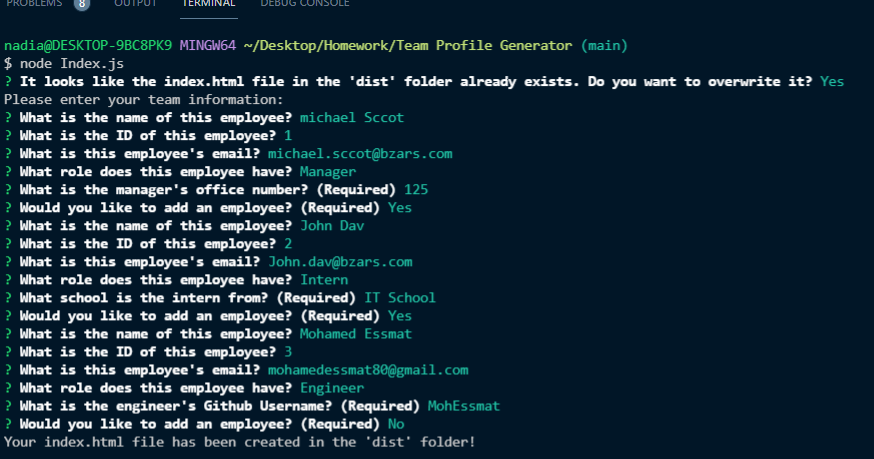 PROBLEMS 8 OUTPUT TERMINAL DEBUG CONSOLE
nadia@DESKTOP-9BC8PK9 MINGW64 ~/Desktop/Homework/Team Profile Generator (main)
$ node Index.js
? It looks like the index.html file in the 'dist' folder already exists. Do you want to overwrite it? Yes
Please enter your team information:
? What is the name of this employee? michael Sccot
? What is the ID of this employee? 1
? What is this employee's email? michael.sccot@bzars.com
? What role does this employee have? Manager
? What is the manager's office number? (Required) 125
? Would you like to add an employee? (Required) Yes
? What is the name of this employee? John Dav
? What is the ID of this employee? 2
? What is this employee's email? John.dav@bzars.com
? What role does this employee have? Intern
? What school is the intern from? (Required) IT School
? Would you like to add an employee? (Required) Yes
? What is the name of this employee? Mohamed Essmat
? What is the ID of this employee? 3
? What is this employee's email? mohamedessmat80@gmail.com
? What role does this employee have? Engineer
? What is the engineer's Github Username? (Required) MohEssmat
? Would you like to add an employee? (Required) No
Your index.html file has been created in the 'dist' folder!